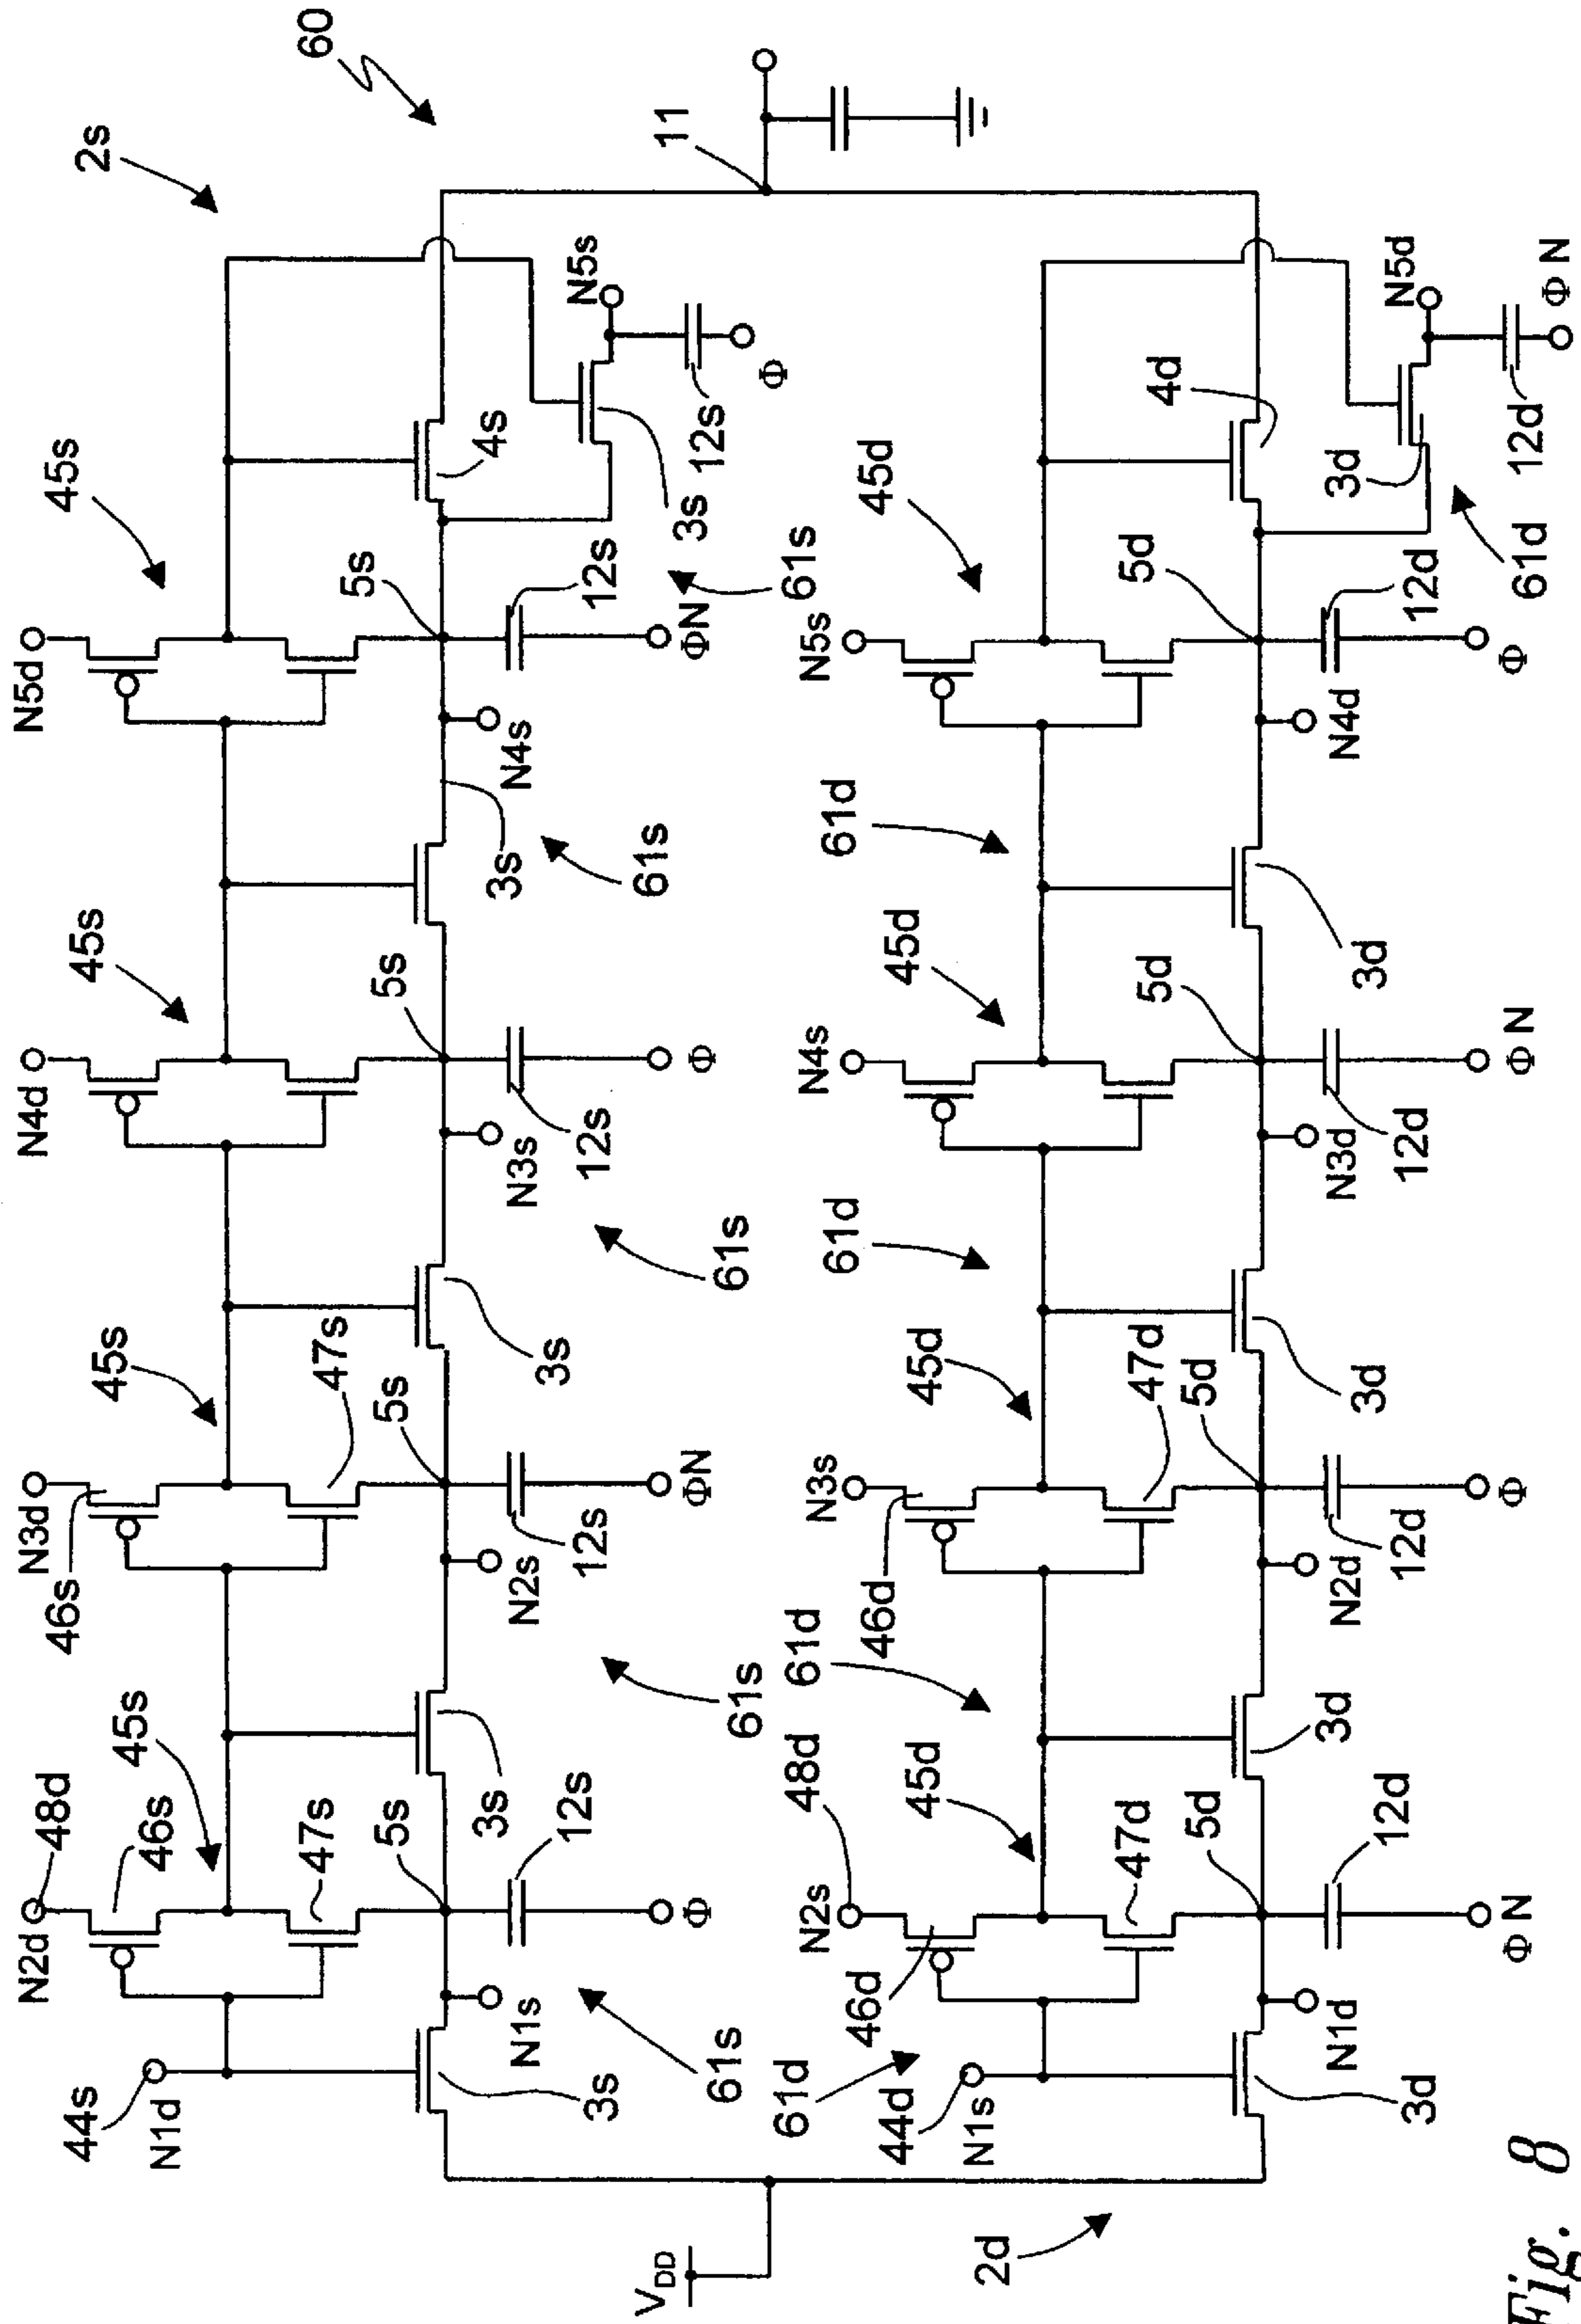 N2d 48d N3d N4d N5d
46s 45s 45s 2s
44s 45s 45s
N1d 46s
47s 47s 60
5s 5s 5s 5s
3s 3s 4s
N1s N2s N3s N4s
3s 12s 12s 3s 12s 12s N5s
VDD Φ ΦN Φ 61s ΦN 3s 12s 11
61s 61s 61s 61s Φ
61d N2s 48d 61d N3s 61d N4s 61d N5s
44d 46d 45d 46d 45d 45d 45d
N1s
2d
47d 47d
5d 5d 5d 5d 4d
N1d 3d N2d N3d N4d 3d
3d 12d 12d 3d 12d 3d 12d N5d
ΦN Φ ΦN Φ 61d 12d ΦN
Fig. 8